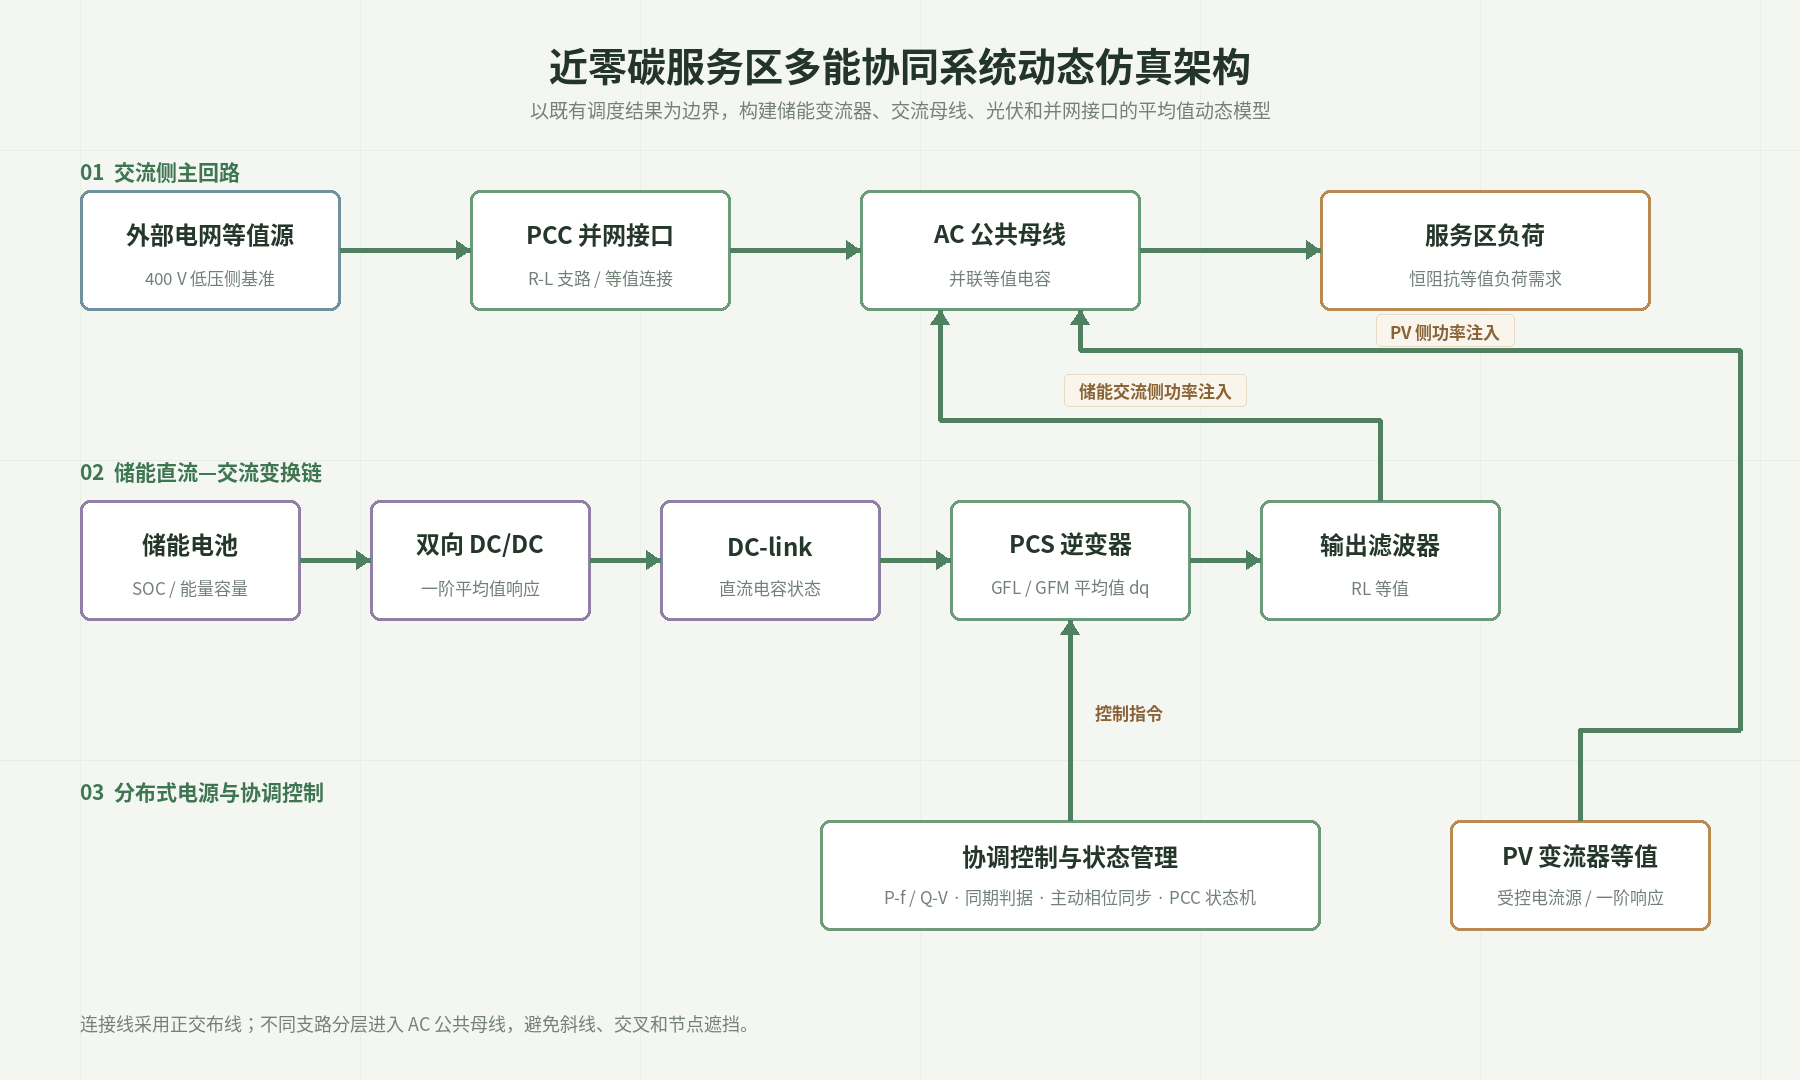 近零碳服务区多能协同系统动态仿真架构
以既有调度结果为边界，构建储能变流器、交流母线、光伏和并网接口的平均值动态模型
01 交流侧主回路
外部电网等值源
400 V 低压侧基准
PCC 并网接口
R-L 支路 / 等值连接
AC 公共母线
并联等值电容
服务区负荷
恒阻抗等值负荷需求
PV 侧功率注入
储能交流侧功率注入
02 储能直流—交流变换链
储能电池
SOC / 能量容量
双向 DC/DC
一阶平均值响应
DC-link
直流电容状态
PCS 逆变器
GFL / GFM 平均值 dq
输出滤波器
RL 等值
控制指令
03 分布式电源与协调控制
协调控制与状态管理
P-f / Q-V · 同期判据 · 主动相位同步 · PCC 状态机
PV 变流器等值
受控电流源 / 一阶响应
连接线采用正交布线；不同支路分层进入 AC 公共母线，避免斜线、交叉和节点遮挡。